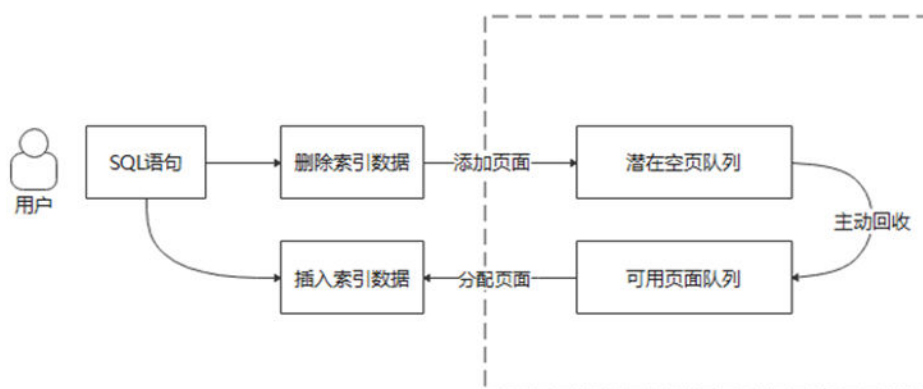 SQL语句
删除索引数据
添加页面
潜在空页队列
用户
主动回收
插入索引数据
分配页面
可用页面队列